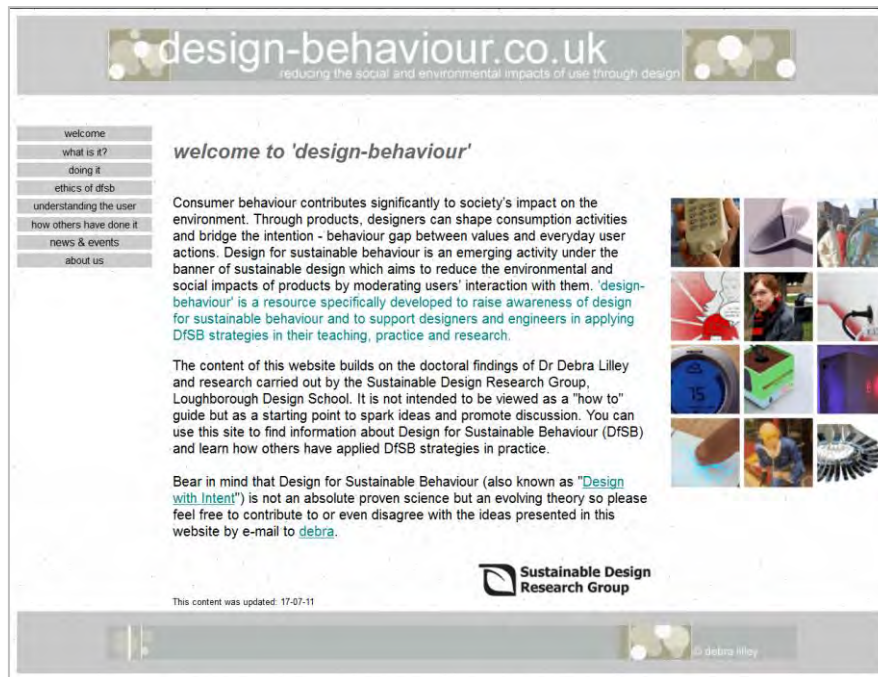 design-behaviour.co.uk
reducing the social and environmental impacts of use through design
welcome
what is it?
doing it
ethics of dfsb
understanding the user
how others have done it
news & events
about us
welcome to 'design-behaviour'
Consumer behaviour contributes significantly to society's impact on the
environment. Through products, designers can shape consumption activities
and bridge the intention - behaviour gap between values and everyday user
actions. Design for sustainable behaviour is an emerging activity under the
banner of sustainable design which aims to reduce the environmental and
social impacts of products by moderating users' interaction with them. 'design-
behaviour' is a resource specifically developed to raise awareness of design
for sustainable behaviour and to support designers and engineers in applying
DfSB strategies in their teaching, practice and research.
The content of this website builds on the doctoral findings of Dr Debra Lilley
and research carried out by the Sustainable Design Research Group,
Loughborough Design School. It is not intended to be viewed as a "how to"
guide but as a starting point to spark ideas and promote discussion. You can
use this site to find information about Design for Sustainable Behaviour (DfSB)
and learn how others have applied DfSB strategies in practice.
Bear in mind that Design for Sustainable Behaviour (also known as "Design
with Intent") is not an absolute proven science but an evolving theory so please
feel free to contribute to or even disagree with the ideas presented in this
website by e-mail to debra.
75
Sustainable Design
Research Group
This content was updated: 17-07-11
© debra lilley